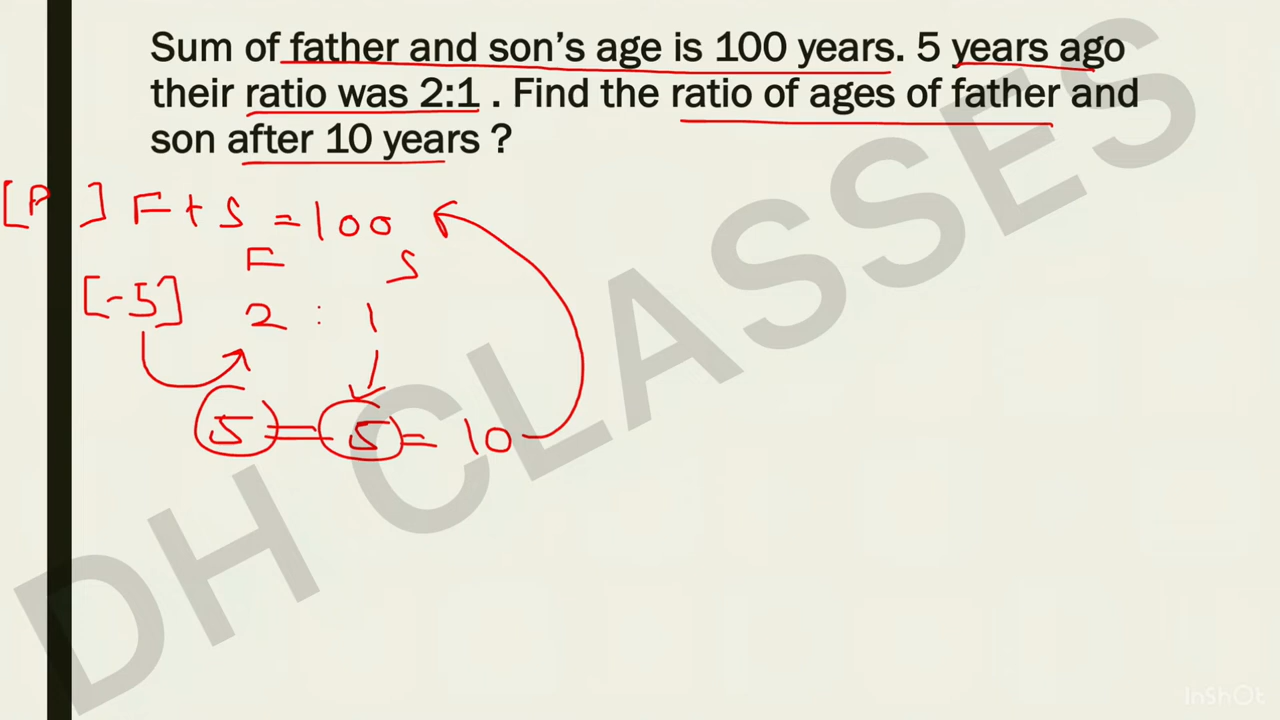 Sum of father and son's age is 100 years. 5 years ago
their ratio was 2:1 . Find the ratio of ages of father and
son after 10 years ?
[P ] F + S = 100
F S
[-5] 2 : 1
5 = 5 = 10
DH CLASSES
InShOt